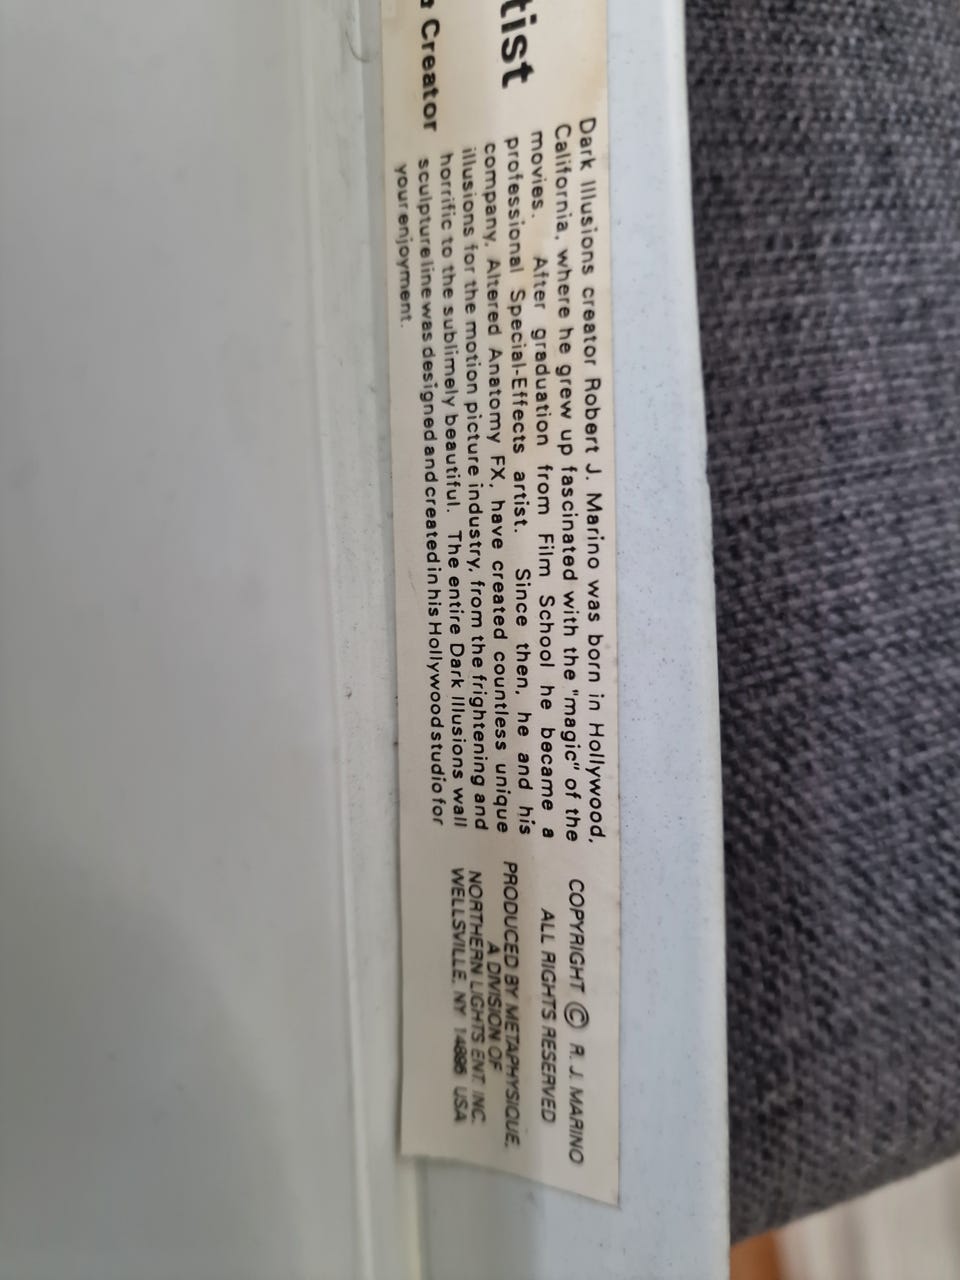 tist
Creator
Dark Illusions creator Robert J. Marino was born in Hollywood,
California, where he grew up fascinated with the "magic" of the
movies. After graduation from Film School he became a
professional Special-Effects artist. Since then, he and his
company, Altered Anatomy FX, have created countless unique
illusions for the motion picture industry, from the frightening and
horrific to the sublimely beautiful. The entire Dark Illusions wall
sculpture line was designed and created in his Hollywood studio for
your enjoyment.
COPYRIGHT © R. J. MARINO
ALL RIGHTS RESERVED
PRODUCED BY METAPHYSIQUE,
A DIVISION OF
NORTHERN LIGHTS ENT. INC.
WELLSVILLE, NY USA